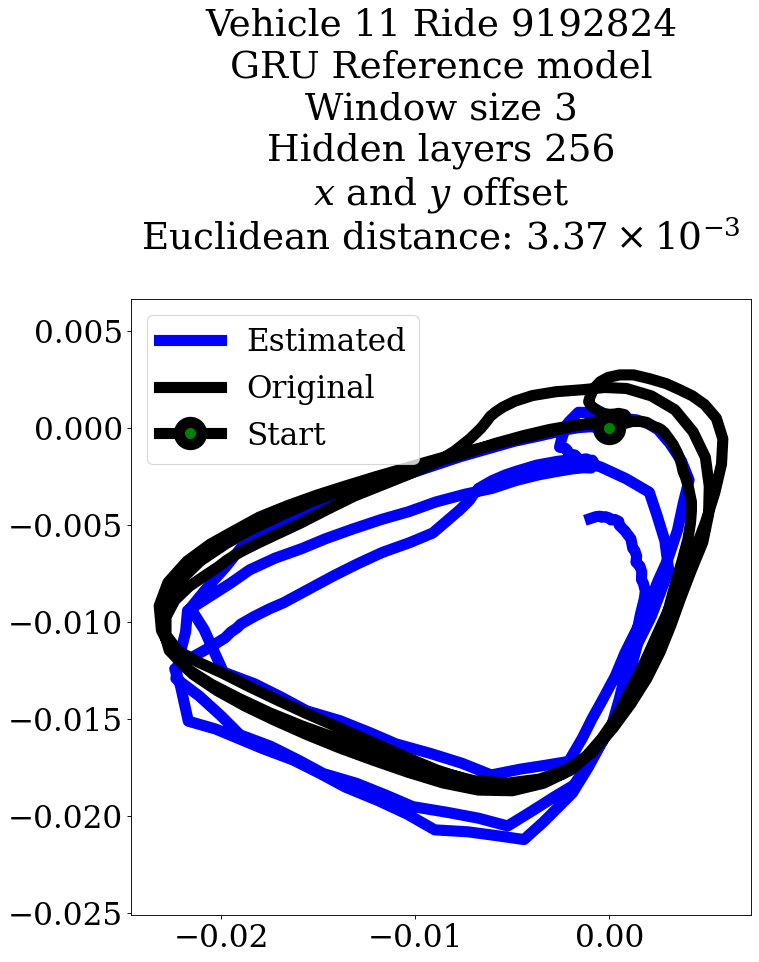 Vehicle 11 Ride 9192824
GRU Reference model
Window size 3
Hidden layers 256
x and y offset
Euclidean distance: 3.37 × 10⁻³
Estimated
Original
Start
0.005
0.000
−0.005
−0.010
−0.015
−0.020
−0.025
−0.02 −0.01 0.00